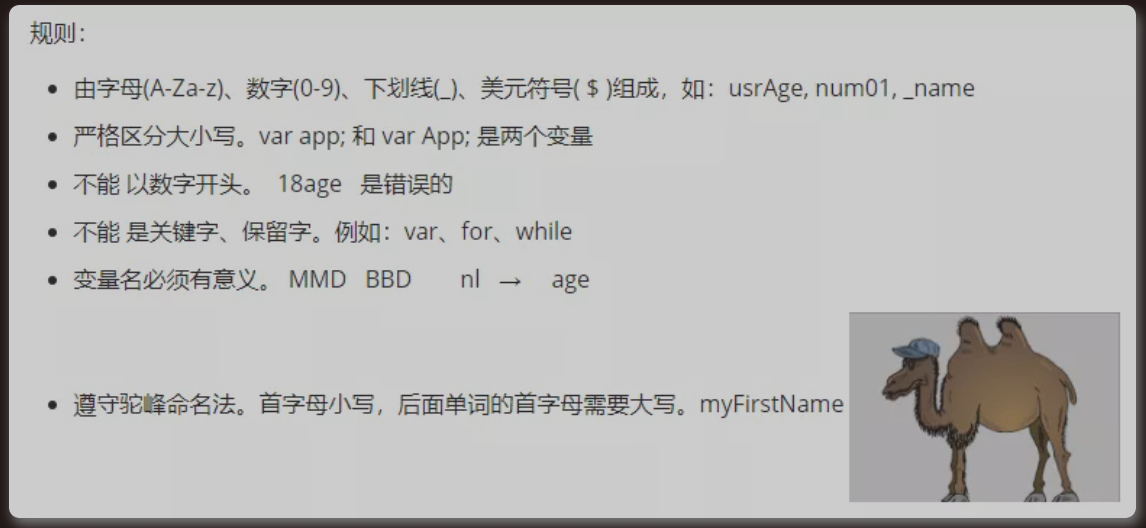 规则：
由字母(A-Za-z)、数字(0-9)、下划线(_)、美元符号( $ )组成，如：usrAge, num01, _name
严格区分大小写。var app; 和 var App; 是两个变量
不能 以数字开头。 18age 是错误的
不能 是关键字、保留字。例如：var、for、while
变量名必须有意义。 MMD BBD nl → age
遵守驼峰命名法。首字母小写，后面单词的首字母需要大写。myFirstName